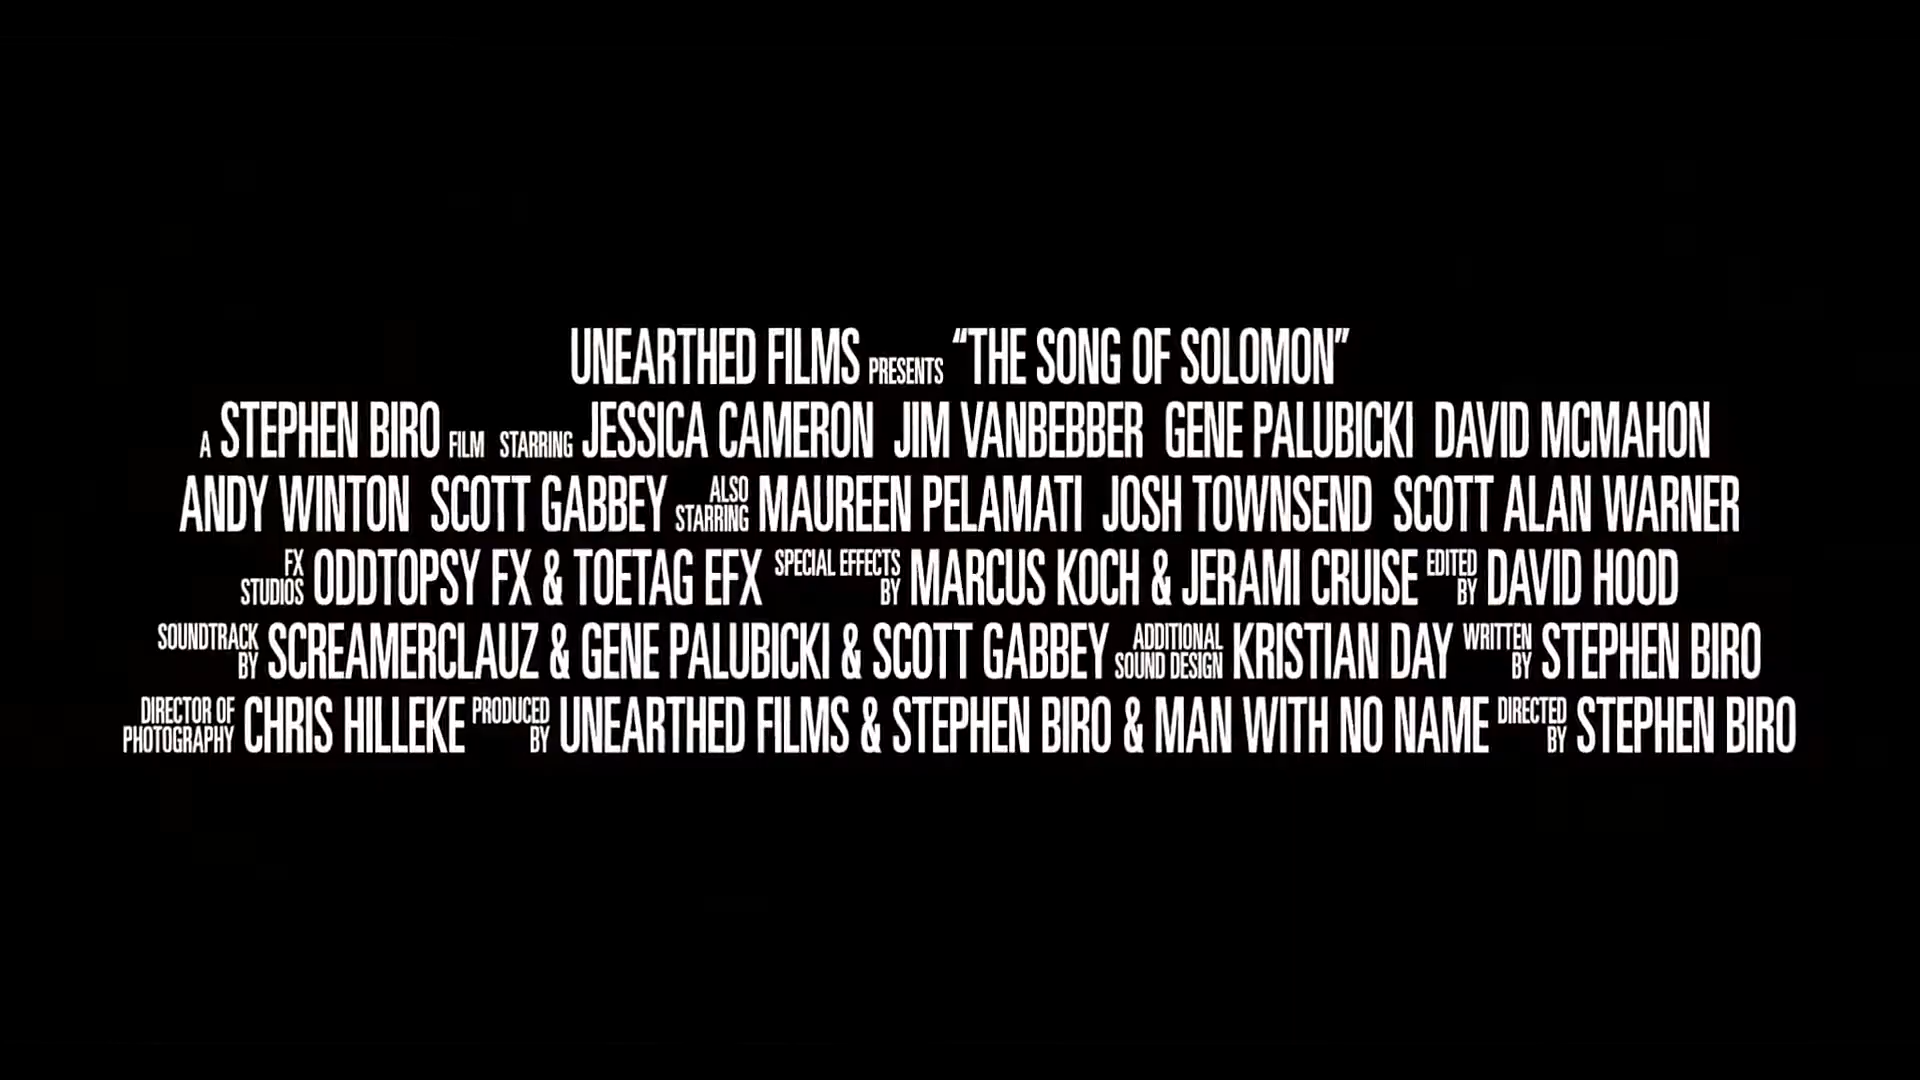 UNEARTHED FILMS PRESENTS “THE SONG OF SOLOMON”
A STEPHEN BIRO FILM STARRING JESSICA CAMERON JIM VANBEBBER GENE PALUBICKI DAVID MCMAHON
ANDY WINTON SCOTT GABBEY ALSO STARRING MAUREEN PELAMATI JOSH TOWNSEND SCOTT ALAN WARNER
FX STUDIOS ODDTOPSY FX & TOETAG EFX SPECIAL EFFECTS BY MARCUS KOCH & JERAMI CRUISE EDITED BY DAVID HOOD
SOUNDTRACK BY SCREAMERCLAUZ & GENE PALUBICKI & SCOTT GABBEY ADDITIONAL SOUND DESIGN KRISTIAN DAY WRITTEN BY STEPHEN BIRO
DIRECTOR OF PHOTOGRAPHY CHRIS HILLEKE PRODUCED BY UNEARTHED FILMS & STEPHEN BIRO & MAN WITH NO NAME DIRECTED BY STEPHEN BIRO